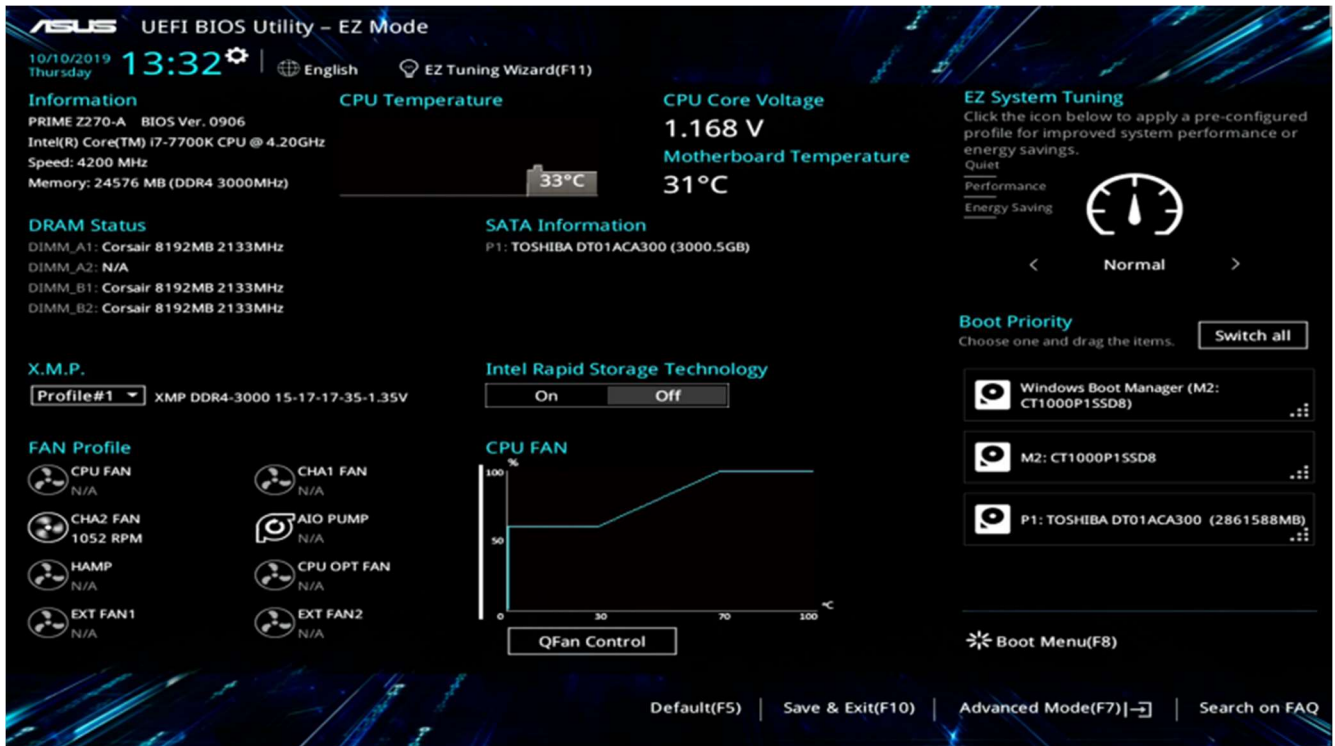 ASUS UEFI BIOS Utility – EZ Mode
10/10/2019
Thursday
13:32
English
EZ Tuning Wizard(F11)
Information
PRIME Z270-A BIOS Ver. 0906
Intel(R) Core(TM) i7-7700K CPU @ 4.20GHz
Speed: 4200 MHz
Memory: 24576 MB (DDR4 3000MHz)
CPU Temperature
33°C
CPU Core Voltage
1.168 V
Motherboard Temperature
31°C
EZ System Tuning
Click the icon below to apply a pre-configured
profile for improved system performance or
energy savings.
Quiet
Performance
Energy Saving
Normal
DRAM Status
DIMM_A1: Corsair 8192MB 2133MHz
DIMM_A2: N/A
DIMM_B1: Corsair 8192MB 2133MHz
DIMM_B2: Corsair 8192MB 2133MHz
SATA Information
P1: TOSHIBA DT01ACA300 (3000.5GB)
X.M.P.
Profile#1
XMP DDR4-3000 15-17-17-35-1.35V
Intel Rapid Storage Technology
On
Off
Boot Priority
Choose one and drag the items.
Switch all
Windows Boot Manager (M2:
CT1000P1SSD8)
M2: CT1000P1SSD8
P1: TOSHIBA DT01ACA300 (2861588MB)
FAN Profile
CPU FAN
N/A
CHA1 FAN
N/A
CHA2 FAN
1052 RPM
AIO PUMP
N/A
HAMP
N/A
CPU OPT FAN
N/A
EXT FAN1
N/A
EXT FAN2
N/A
CPU FAN
%
100
50
0
30
70
100
°C
QFan Control
Boot Menu(F8)
Default(F5)
Save & Exit(F10)
Advanced Mode(F7)
Search on FAQ